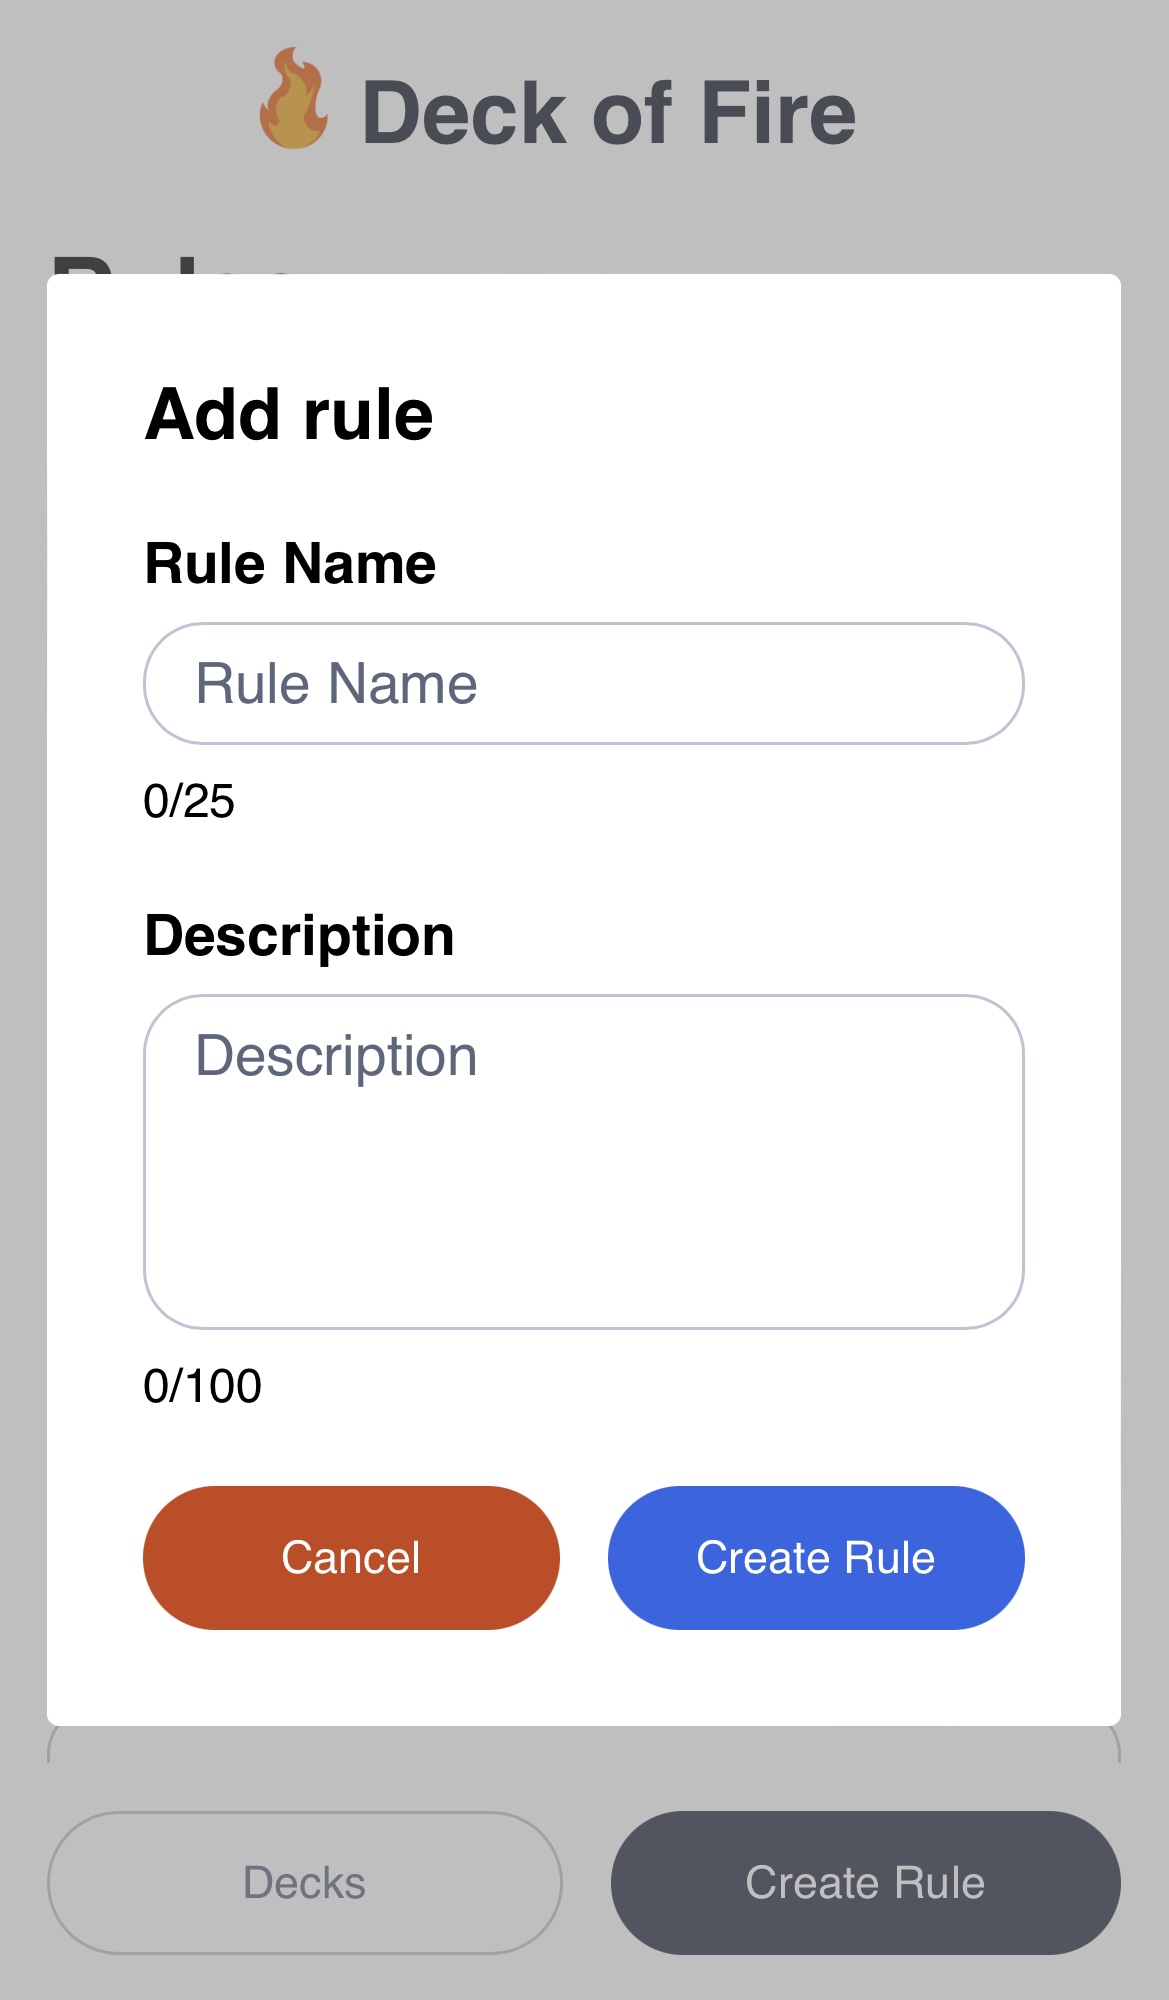 Deck of Fire
Rules
Add rule
Rule Name
Rule Name
0/25
Description
Description
0/100
Cancel
Create Rule
Decks
Create Rule